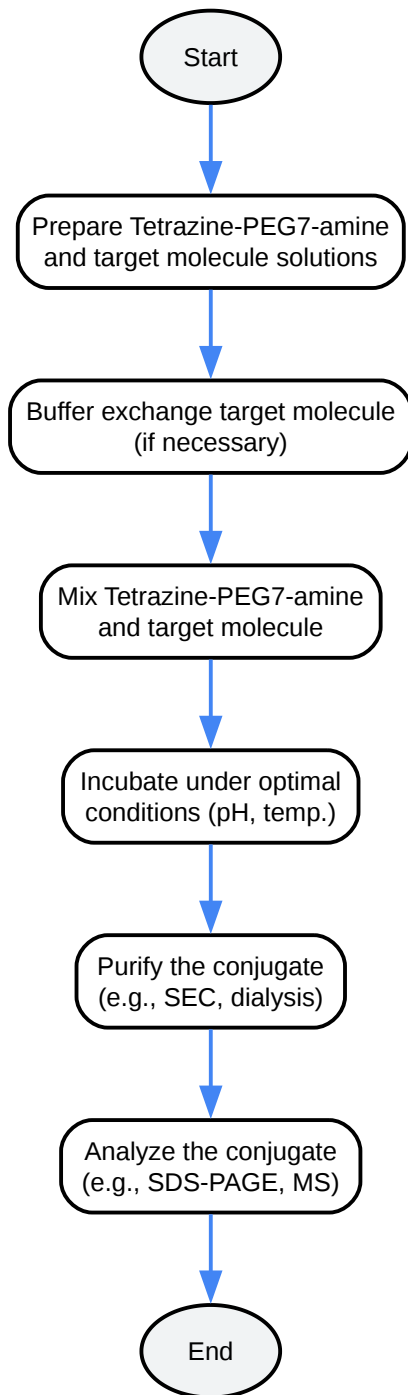 Start
Prepare Tetrazine-PEG7-amine
and target molecule solutions
Buffer exchange target molecule
(if necessary)
Mix Tetrazine-PEG7-amine
and target molecule
Incubate under optimal
conditions (pH, temp.)
Purify the conjugate
(e.g., SEC, dialysis)
Analyze the conjugate
(e.g., SDS-PAGE, MS)
End